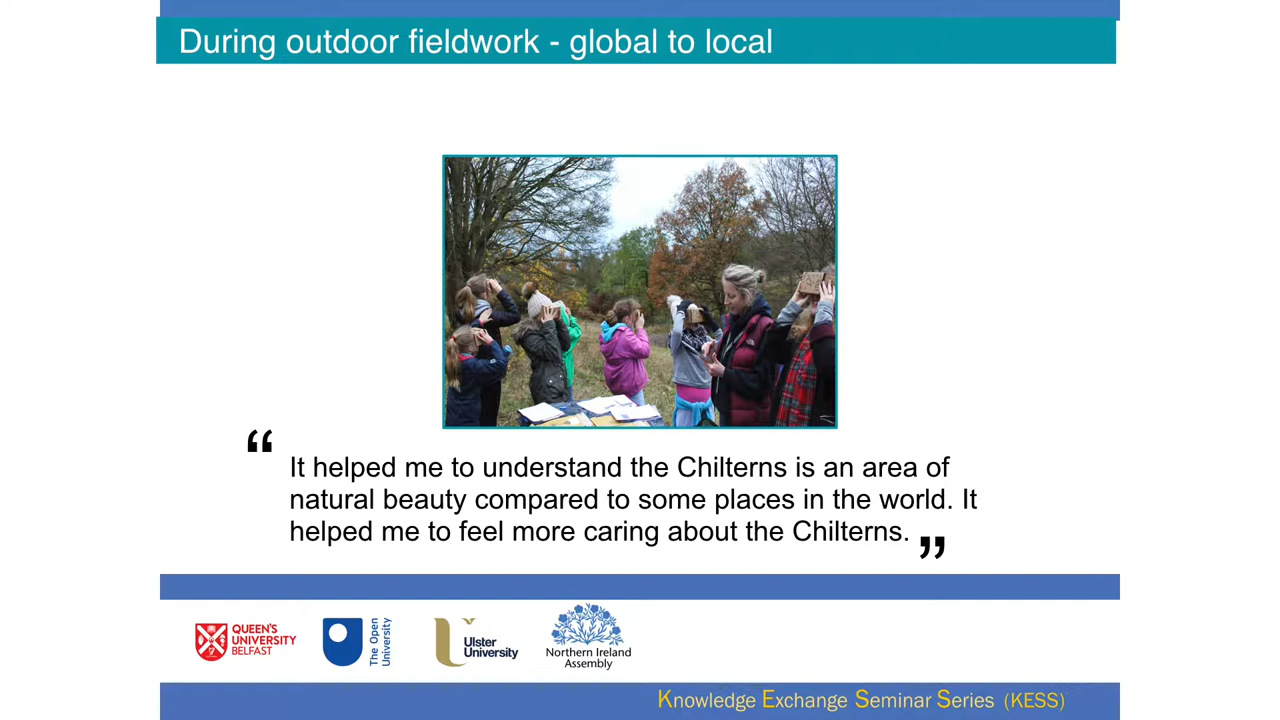 During outdoor fieldwork - global to local
“
It helped me to understand the Chilterns is an area of
natural beauty compared to some places in the world. It
helped me to feel more caring about the Chilterns.
”
QUEEN'S
UNIVERSITY
BELFAST
The Open
University
Ulster
University
Northern Ireland
Assembly
Knowledge Exchange Seminar Series (KESS)